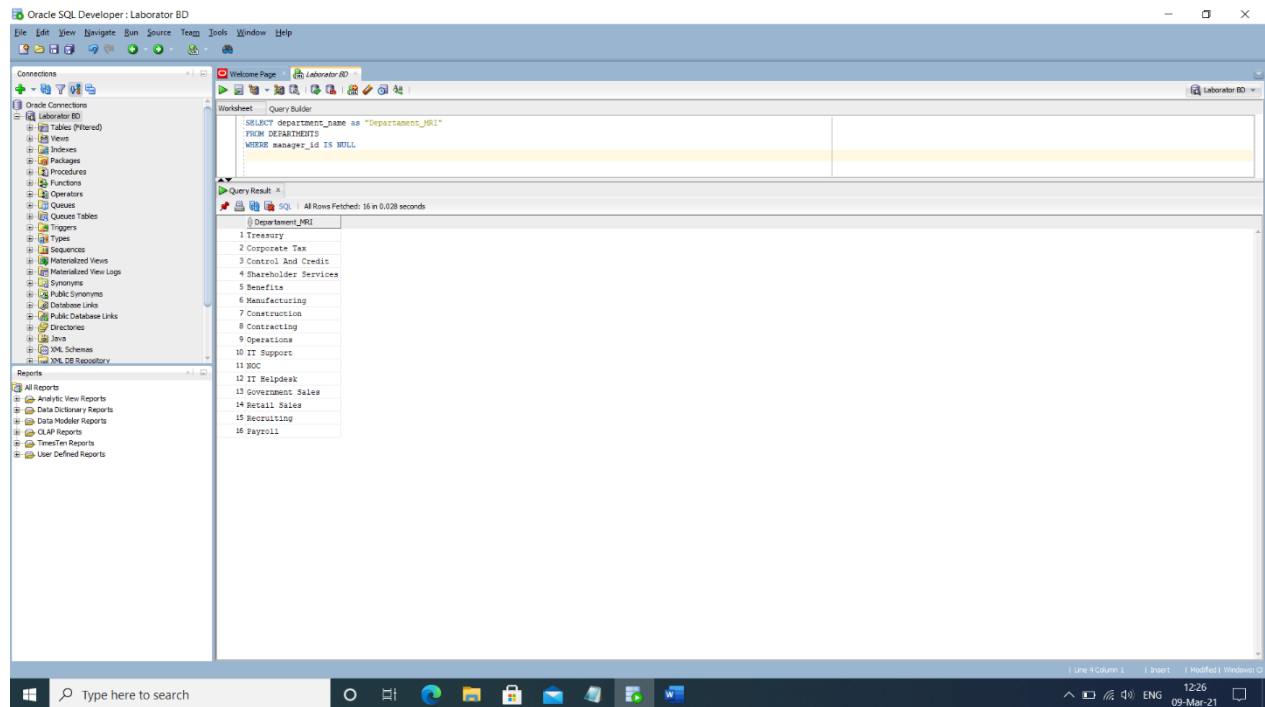 Oracle SQL Developer : Laborator BD
File Edit View Navigate Run Source Team Tools Window Help
Connections
Oracle Connections
Laborator BD
Tables (Filtered)
Views
Indexes
Packages
Procedures
Functions
Operators
Queues
Queues Tables
Triggers
Types
Sequences
Materialized Views
Materialized View Logs
Synonyms
Public Synonyms
Database Links
Public Database Links
Directories
Java
XML Schemas
XML DB Repository
Reports
All Reports
Analytic View Reports
Data Dictionary Reports
Data Modeler Reports
OLAP Reports
TimesTen Reports
User Defined Reports
Welcome Page Laborator BD
Laborator BD
Worksheet Query Builder
SELECT department_name as "Departament_MRI"
FROM DEPARTMENTS
WHERE manager_id IS NULL
Query Result
SQL | All Rows Fetched: 16 in 0.028 seconds
Departament_MRI
1 Treasury
2 Corporate Tax
3 Control And Credit
4 Shareholder Services
5 Benefits
6 Manufacturing
7 Construction
8 Contracting
9 Operations
10 IT Support
11 NOC
12 IT Helpdesk
13 Government Sales
14 Retail Sales
15 Recruiting
16 Payroll
| Line 4 Column 1 | Insert | Modified | Windows: C
Type here to search
ENG
12:26
09-Mar-21